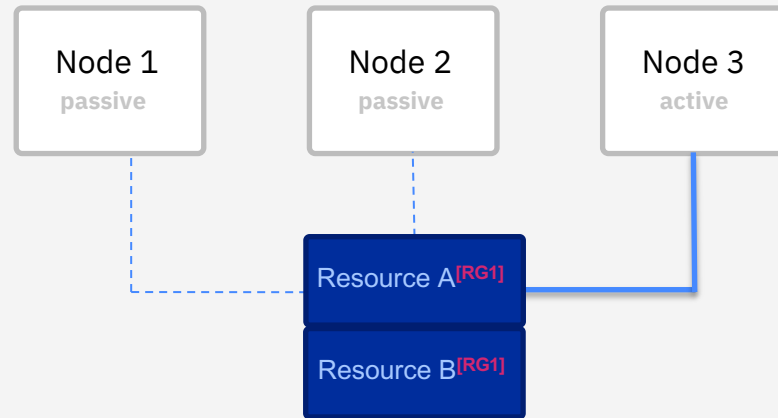 Node 1
passive
Node 2
passive
Node 3
active
Resource A[RG1]
Resource B[RG1]